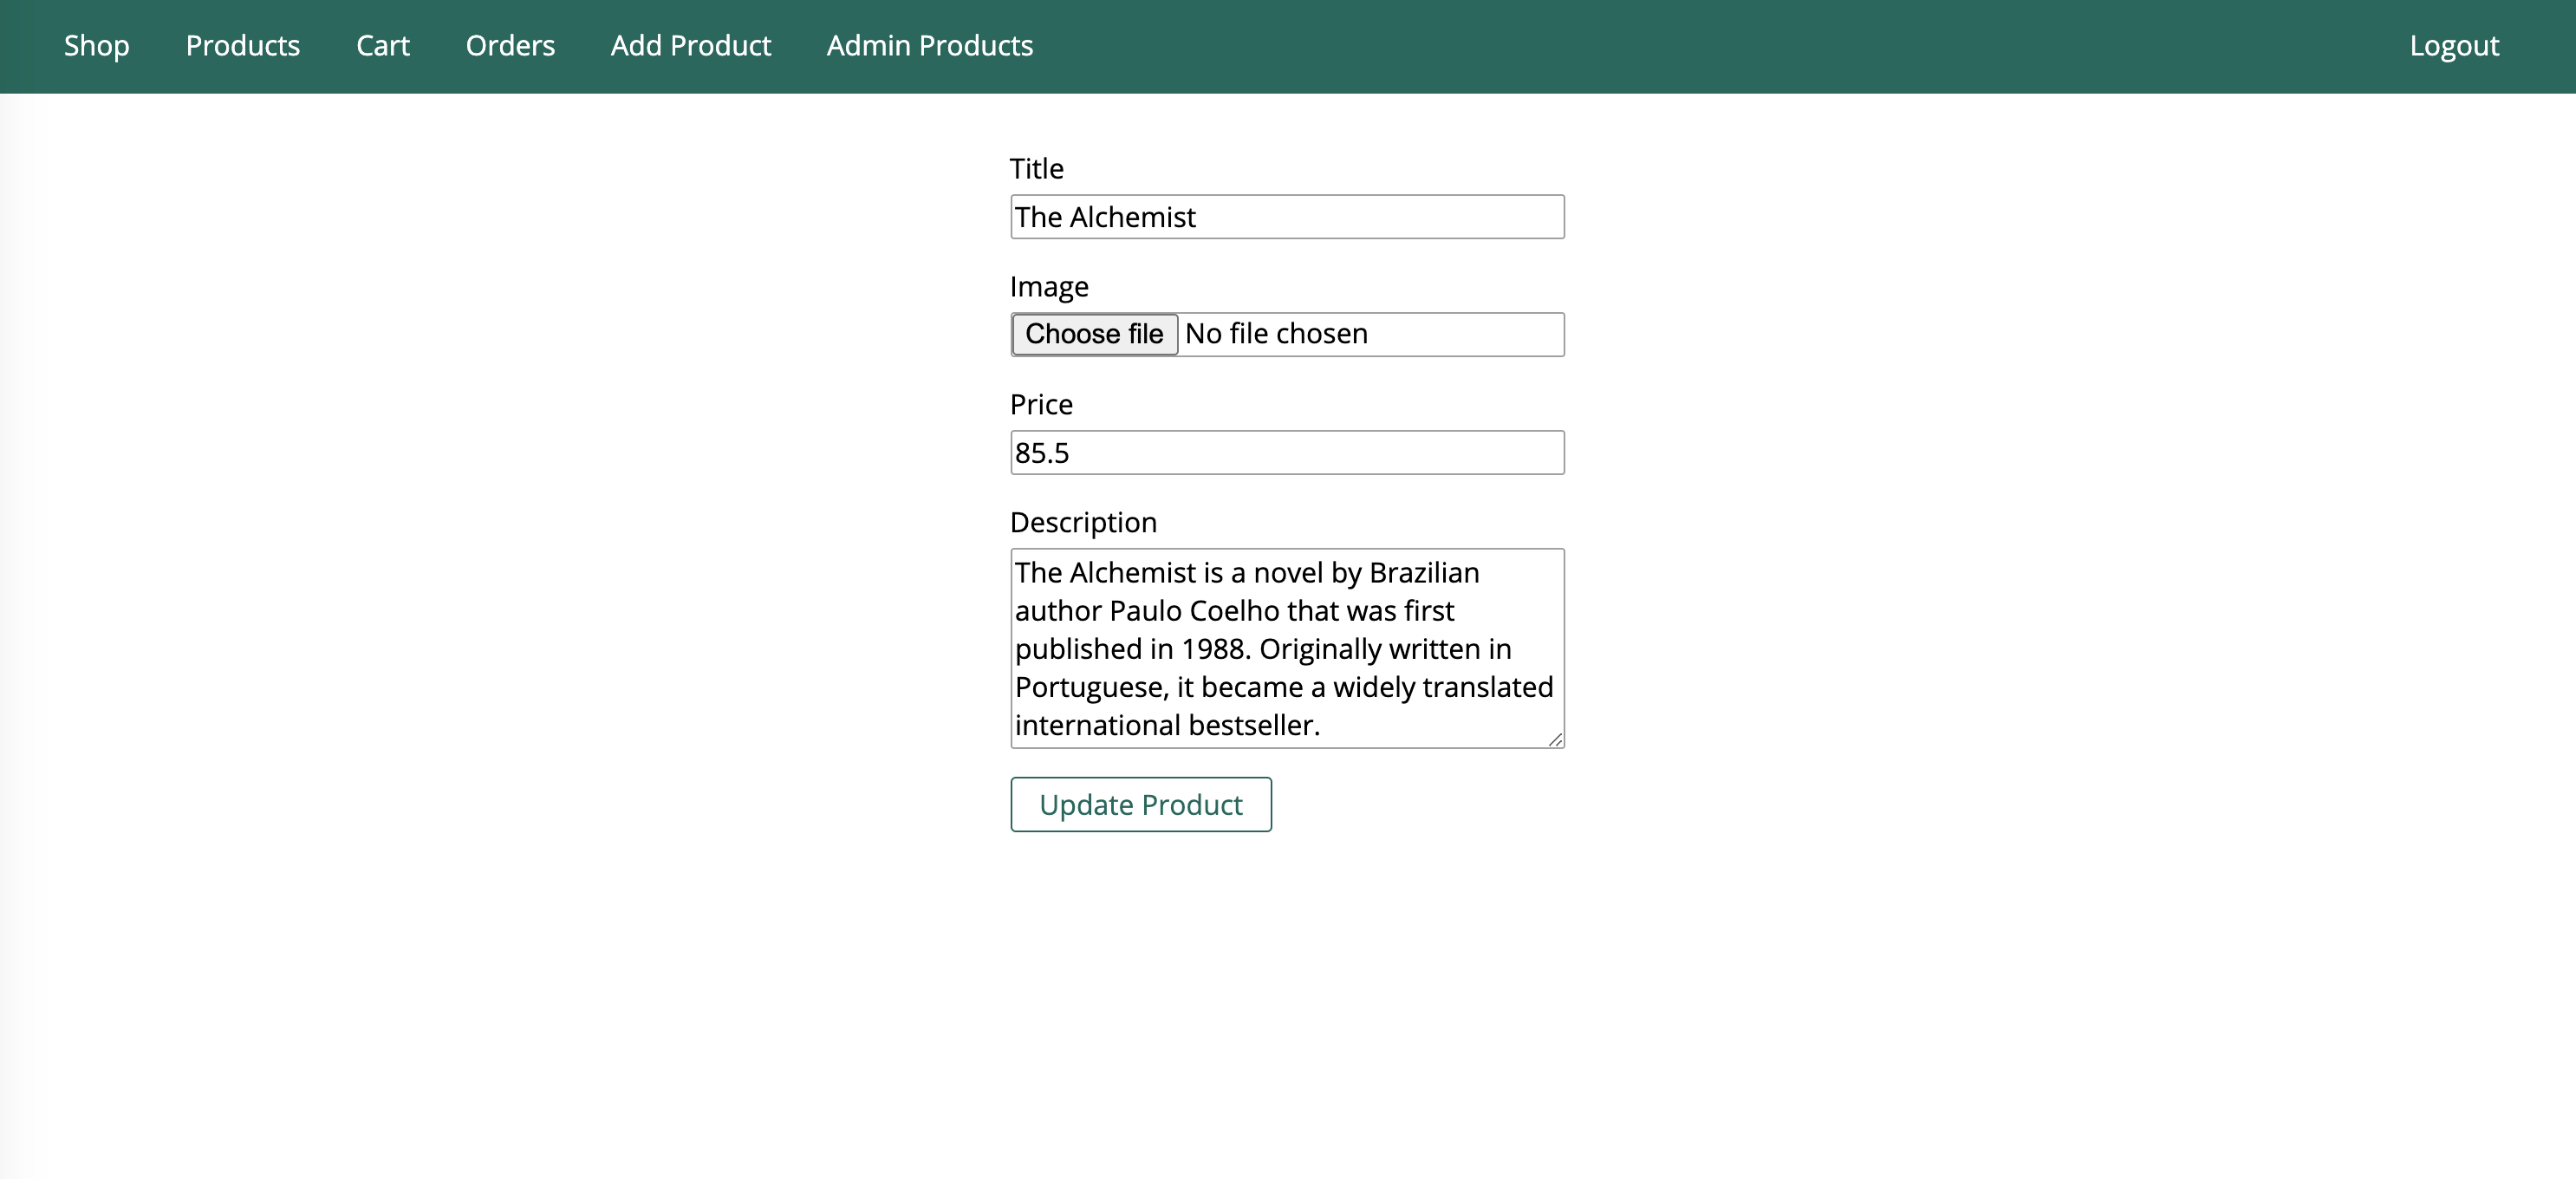 Shop Products Cart Orders Add Product Admin Products Logout
Title
The Alchemist
Image
Choose file No file chosen
Price
85.5
Description
The Alchemist is a novel by Brazilian
author Paulo Coelho that was first
published in 1988. Originally written in
Portuguese, it became a widely translated
international bestseller.
Update Product